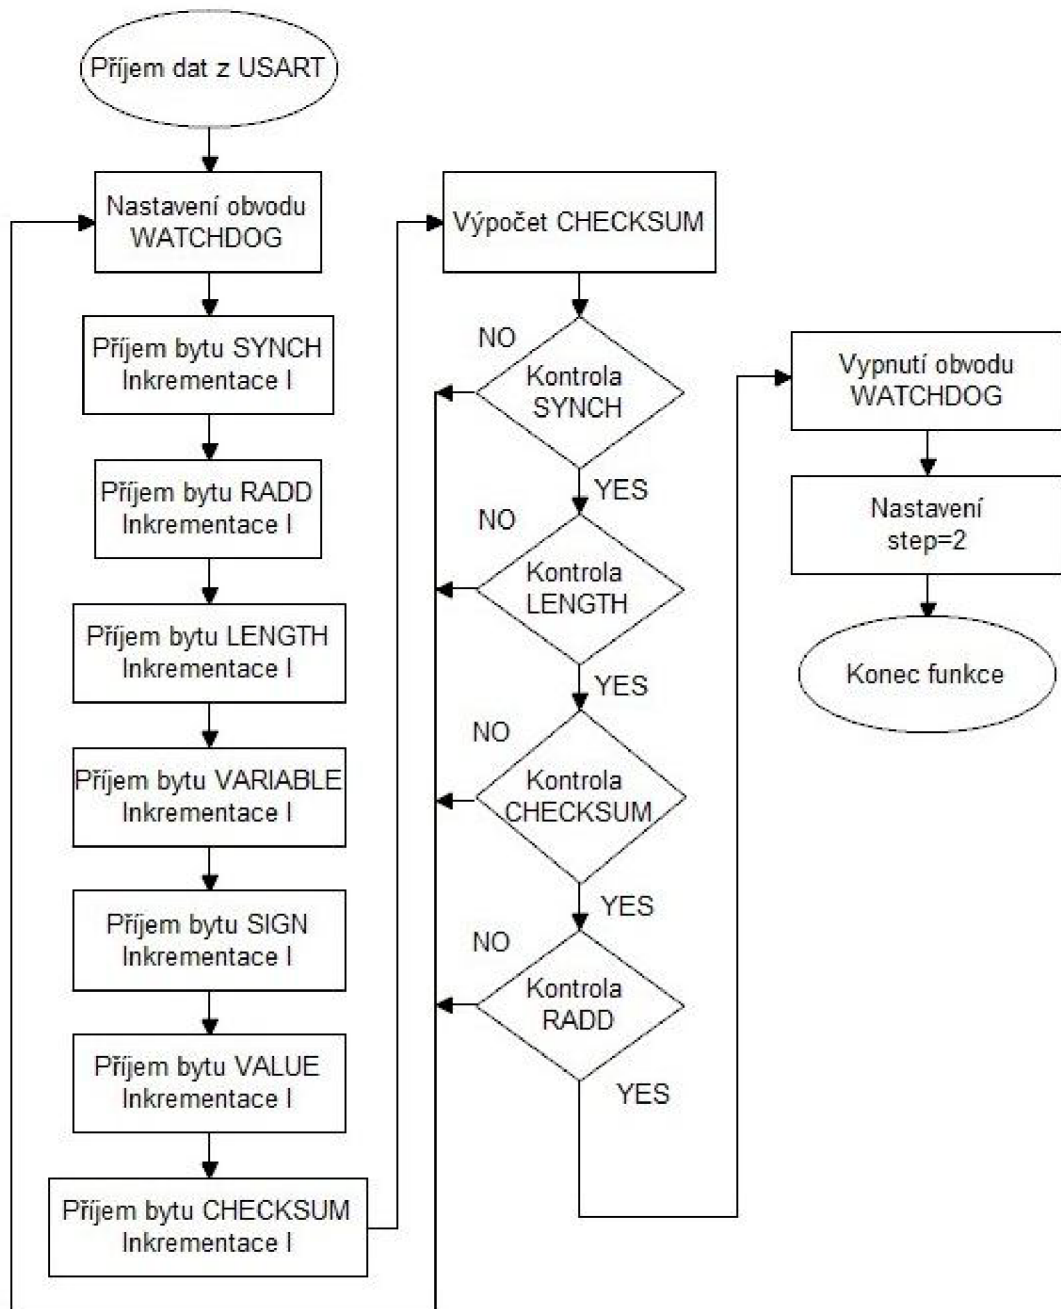 Příjem dat z USART
Nastavení obvodu
WATCHDOG
Příjem bytu SYNCH
Inkrementace I
Příjem bytu RADD
Inkrementace I
Příjem bytu LENGTH
Inkrementace I
Příjem bytu VARIABLE
Inkrementace I
Příjem bytu SIGN
Inkrementace I
Příjem bytu VALUE
Inkrementace I
Příjem bytu CHECKSUM
Inkrementace I
Výpočet CHECKSUM
NO
Kontrola
SYNCH
YES
NO
Kontrola
LENGTH
YES
NO
Kontrola
CHECKSUM
YES
NO
Kontrola
RADD
YES
Vypnutí obvodu
WATCHDOG
Nastavení
step=2
Konec funkce